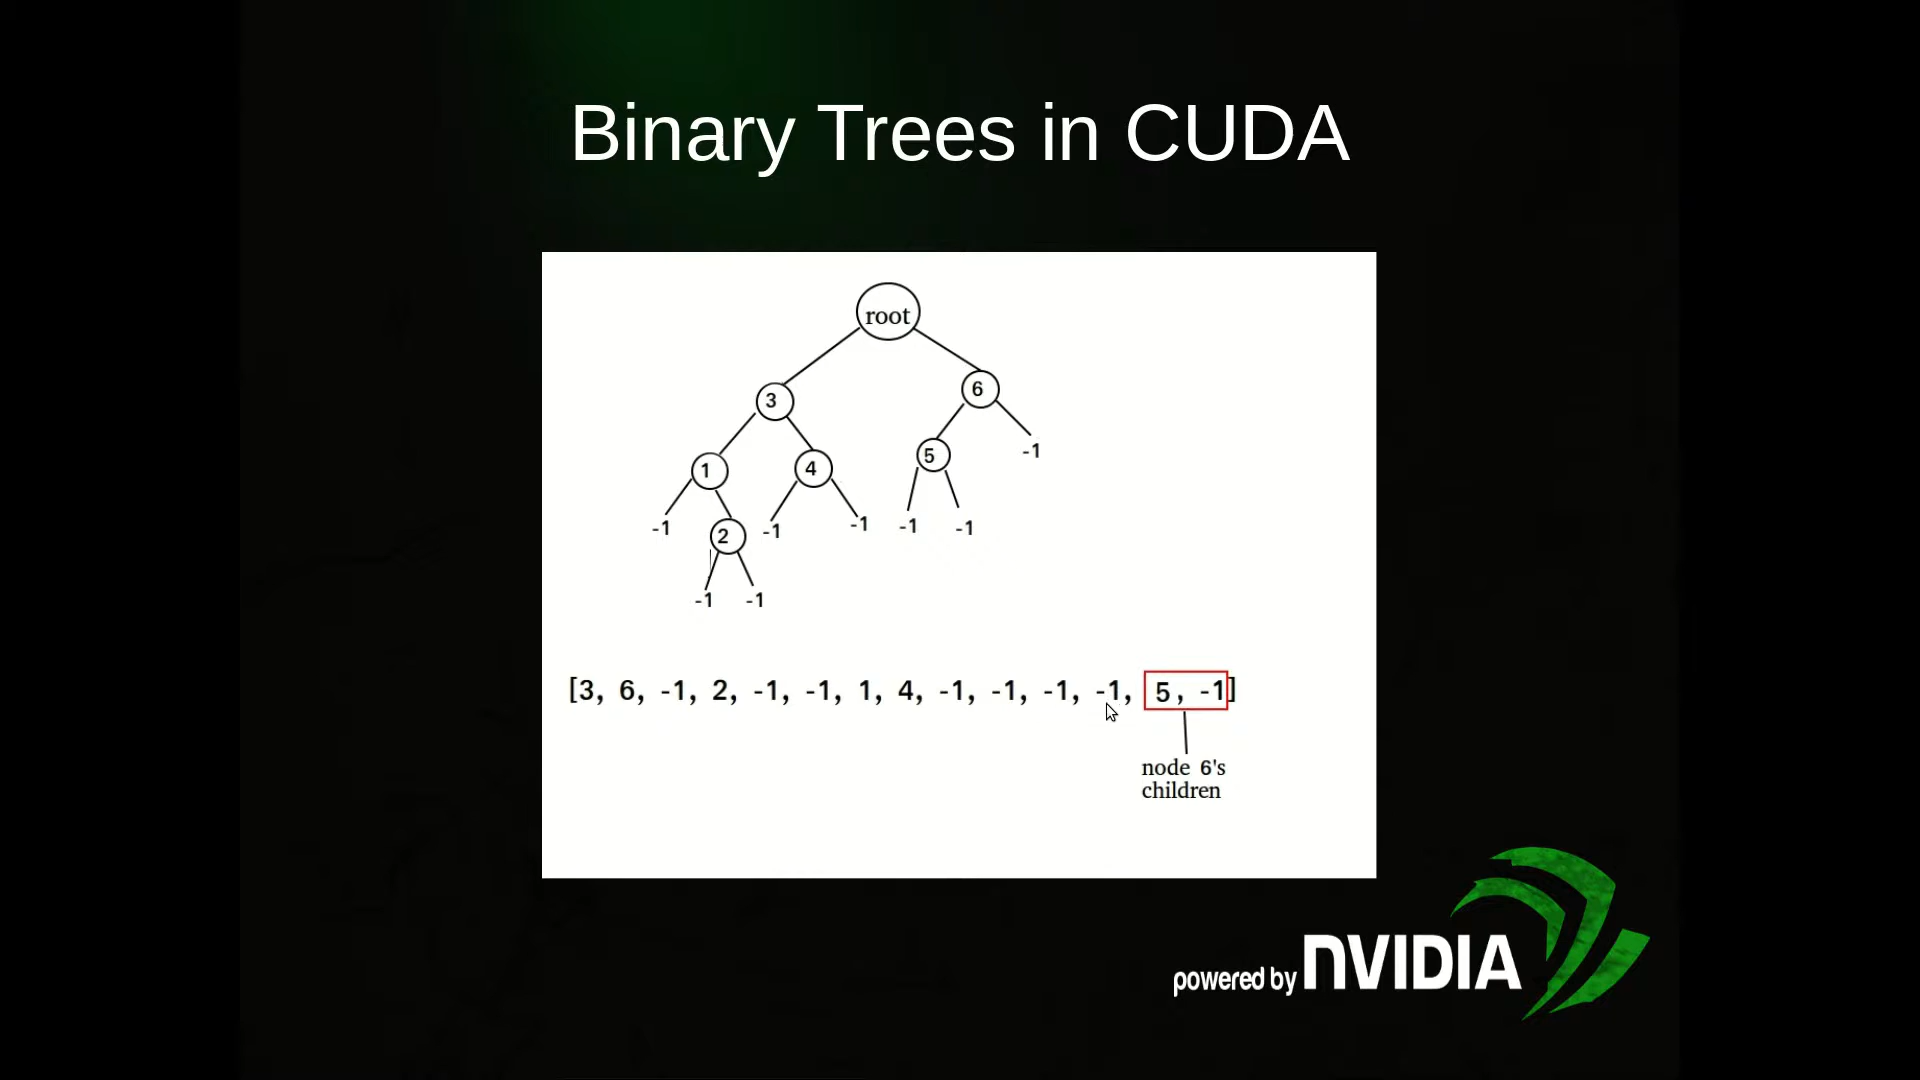 Binary Trees in CUDA
root
3
6
1
4
5
-1
-1
2
-1
-1
-1
-1
-1
-1
[3, 6, -1, 2, -1, -1, 1, 4, -1, -1, -1, -1, 5, -1]
node 6's
children
powered by NVIDIA